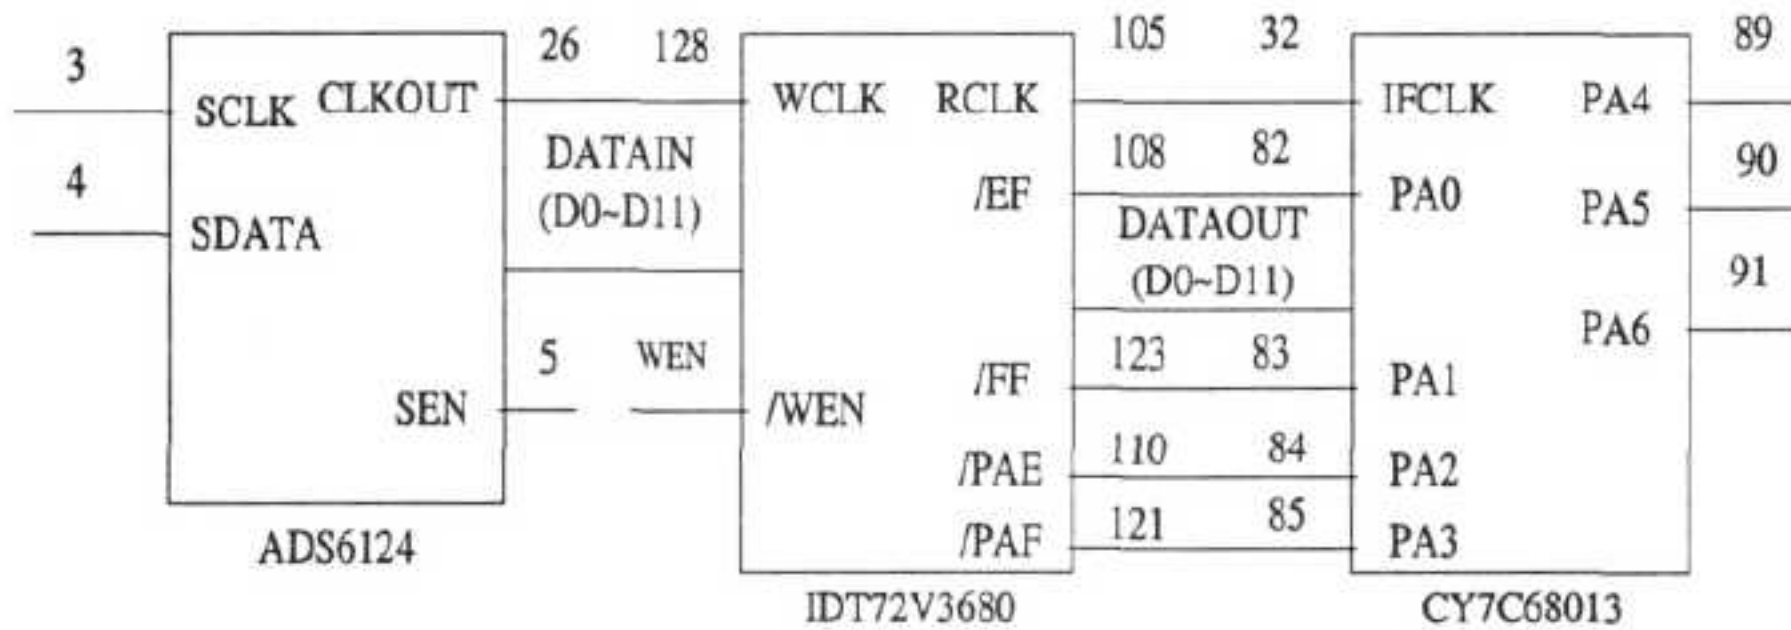 3
26
128
105
32
89
SCLK
CLKOUT
WCLK
RCLK
IFCLK
PA4
4
DATAIN
(D0~D11)
108
82
90
SDATA
/EF
PA0
PA5
DATAOUT
(D0~D11)
91
PA6
5
WEN
123
83
SEN
/WEN
/FF
PA1
110
84
/PAE
PA2
121
85
/PAF
PA3
ADS6124
IDT72V3680
CY7C68013